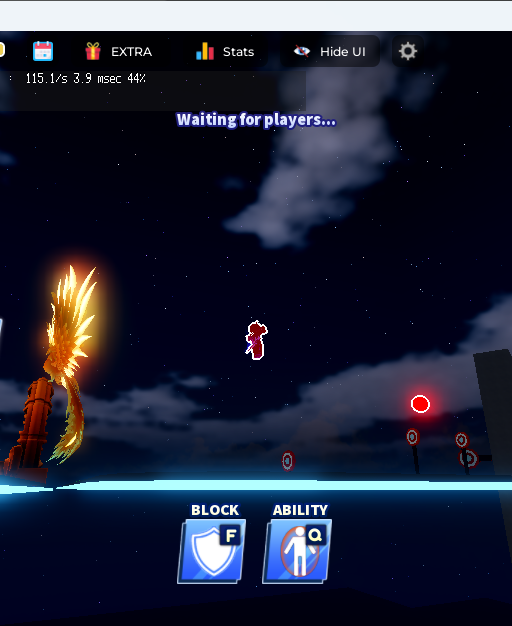 EXTRA
Stats
Hide UI
: 115.1/s 3.9 msec 44%
Waiting for players...
BLOCK
ABILITY
F
Q